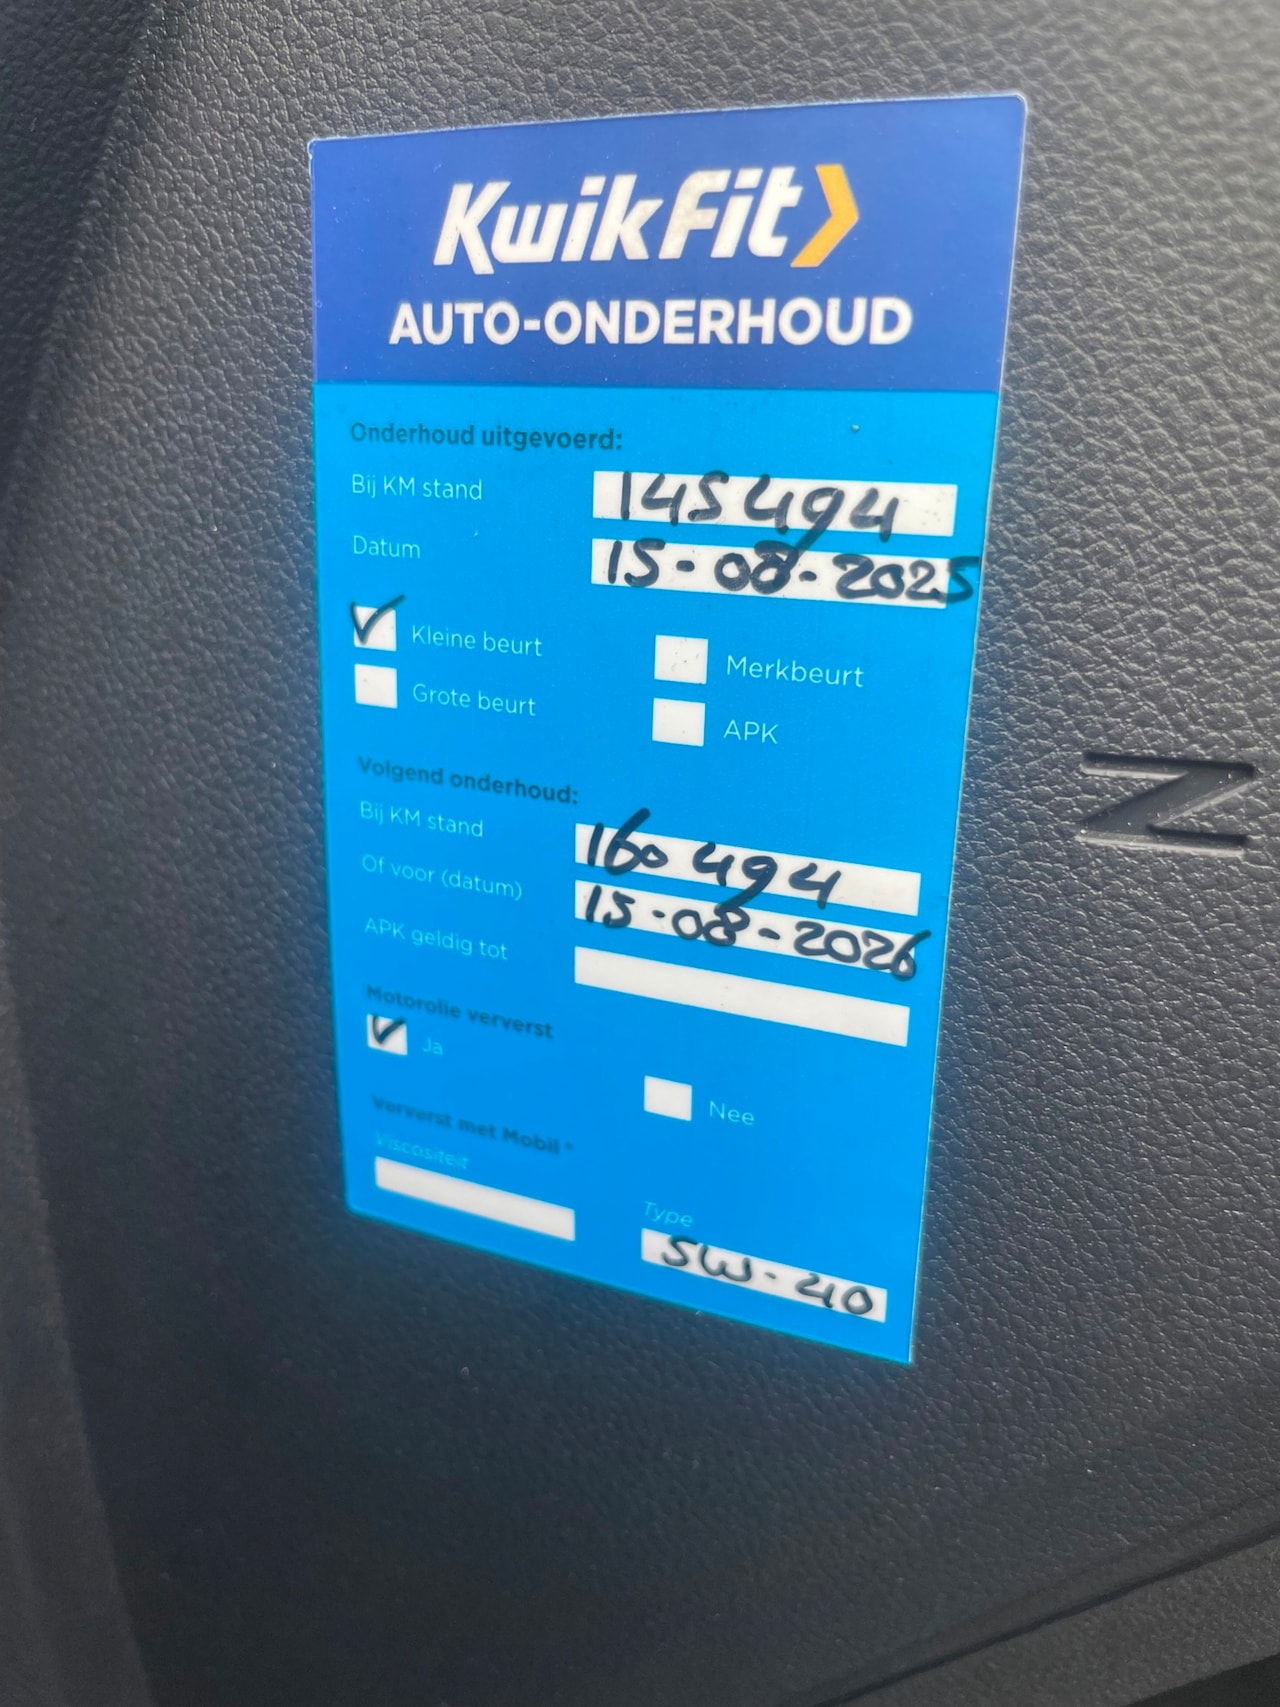 KwikFit
AUTO-ONDERHOUD
Onderhoud uitgevoerd:
Bij KM stand 145494
Datum 15-08-2025
Kleine beurt Merkbeurt
Grote beurt APK
Volgend onderhoud:
Bij KM stand 160494
Of voor (datum) 15-08-2026
APK geldig tot
Motorolie ververst
Ja Nee
Ververst met Mobil *
Viscositeit Type
5W-40
Z